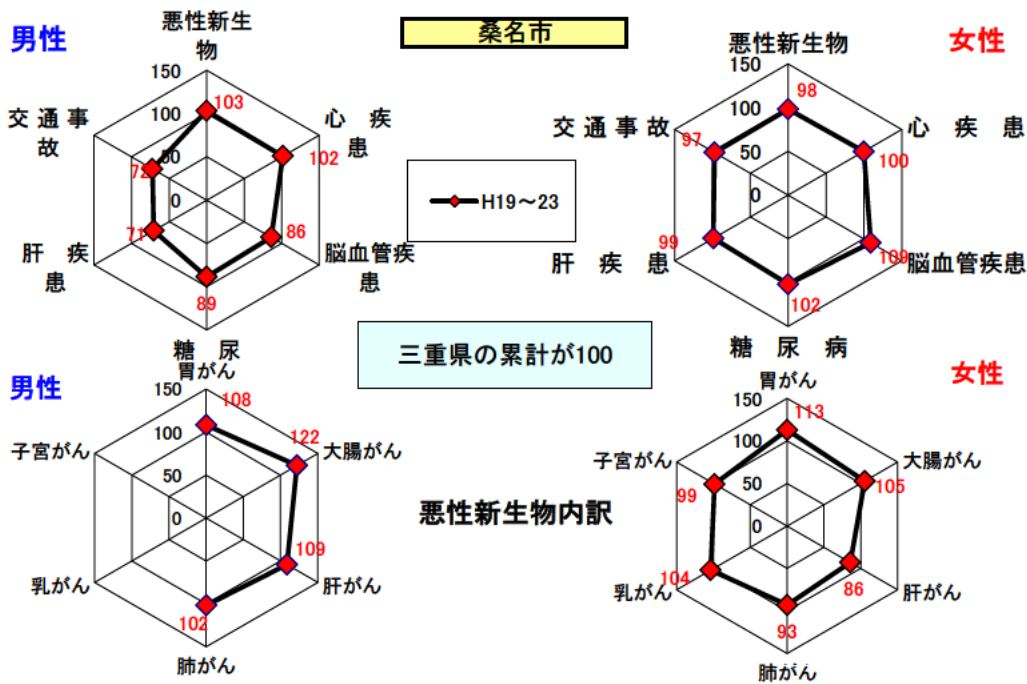 桑名市
男性
悪性新生
物
150
100
50
0
103
心 疾
患
102
脳血管疾
患
86
糖 尿
89
肝 疾
患
71
交 通 事
故
72
H19～23
女性
悪性新生物
150
100
50
0
98
心 疾 患
100
脳血管疾患
109
糖 尿 病
102
肝 疾 患
99
交 通 事 故
97
三重県の累計が100
男性
胃がん
150
100
50
0
108
大腸がん
122
肝がん
109
肺がん
102
乳がん
子宮がん
悪性新生物内訳
女性
胃がん
150
100
50
0
113
大腸がん
105
肝がん
86
肺がん
93
乳がん
104
子宮がん
99